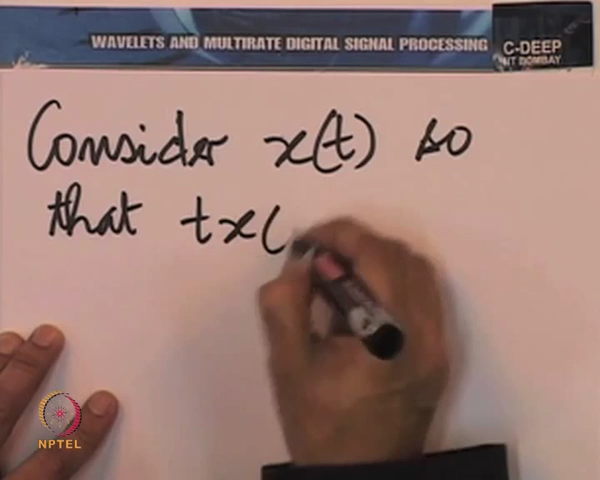 WAVELETS AND MULTIRATE DIGITAL SIGNAL PROCESSING
C-DEEP
IIT BOMBAY
Consider x(t) so
that tx(
NPTEL